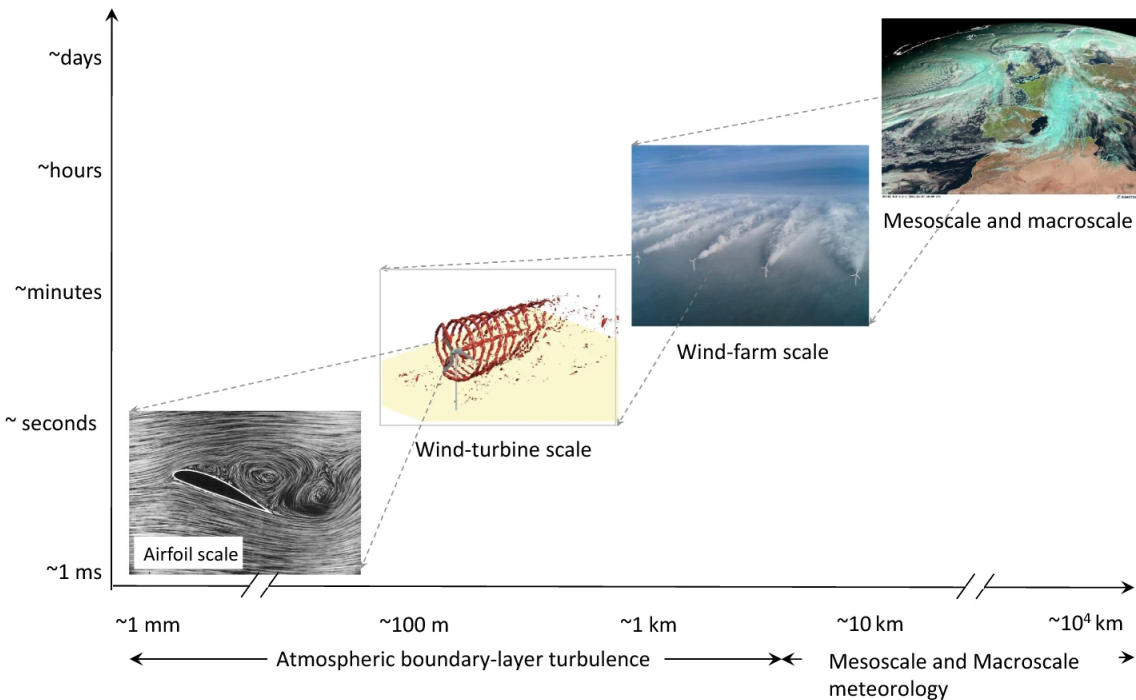 ~days
~hours
~minutes
~ seconds
~1 ms
Mesoscale and macroscale
Wind-farm scale
Wind-turbine scale
Airfoil scale
~1 mm
~100 m
~1 km
~10 km
~10⁴ km
Atmospheric boundary-layer turbulence
Mesoscale and Macroscale
meteorology